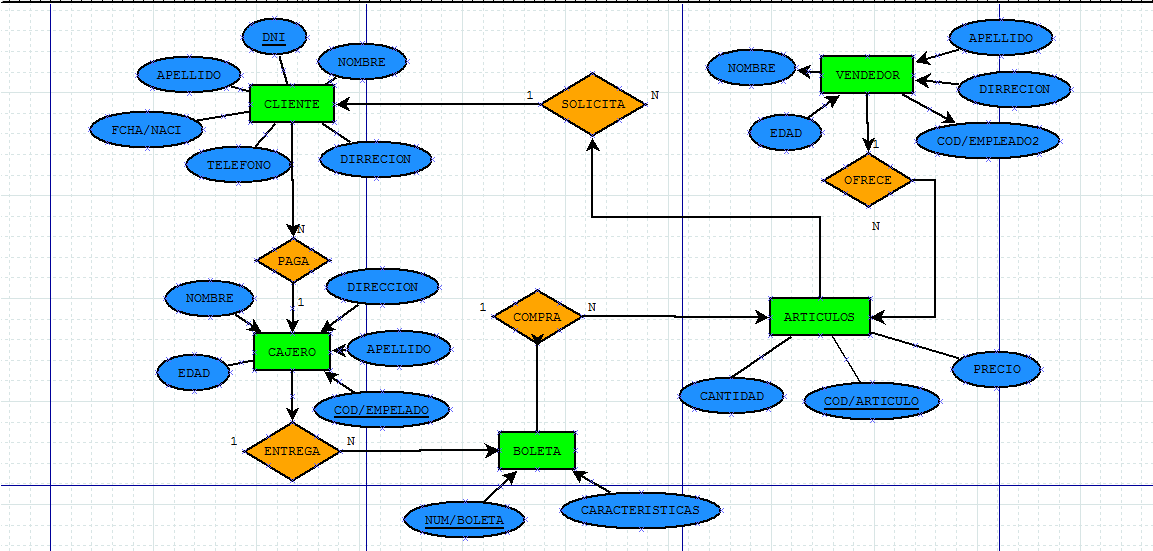 DNI
APELLIDO
NOMBRE
CLIENTE
FCHA/NACI
TELEFONO
DIRRECION
1
SOLICITA
N
APELLIDO
NOMBRE
VENDEDOR
DIRRECION
EDAD
COD/EMPLEADO2
1
OFRECE
N
N
PAGA
1
NOMBRE
DIRECCION
CAJERO
APELLIDO
EDAD
COD/EMPELADO
1
COMPRA
N
ARTICULOS
PRECIO
CANTIDAD
COD/ARTICULO
1
ENTREGA
N
BOLETA
NUM/BOLETA
CARACTERISTICAS